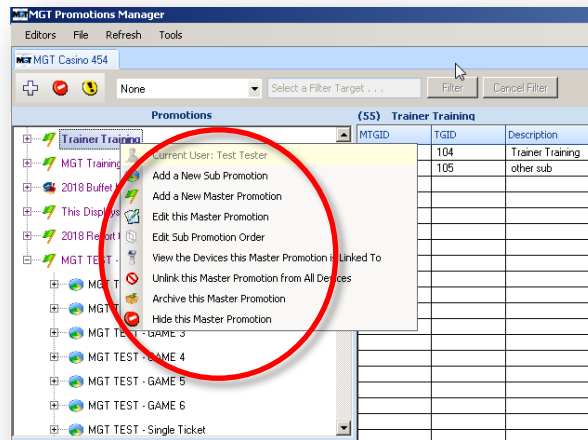 MGT Promotions Manager
Editors File Refresh Tools
MGT MGT Casino 454
None Select a Filter Target . . . Filter Cancel Filter
Promotions (55) Trainer Training
MTGID TGID Description
Trainer Training
104 Trainer Training
105 other sub
Current User: Test Tester
MGT Training
Add a New Sub Promotion
2018 Buffet
Add a New Master Promotion
This Displays
Edit this Master Promotion
2018 Report
Edit Sub Promotion Order
MGT TEST -
View the Devices this Master Promotion is Linked To
MGT
Unlink this Master Promotion from All Devices
MGT
Archive this Master Promotion
Hide this Master Promotion
MGT TEST - GAME 3
MGT TEST - GAME 4
MGT TEST - GAME 5
MGT TEST - GAME 6
MGT TEST - Single Ticket